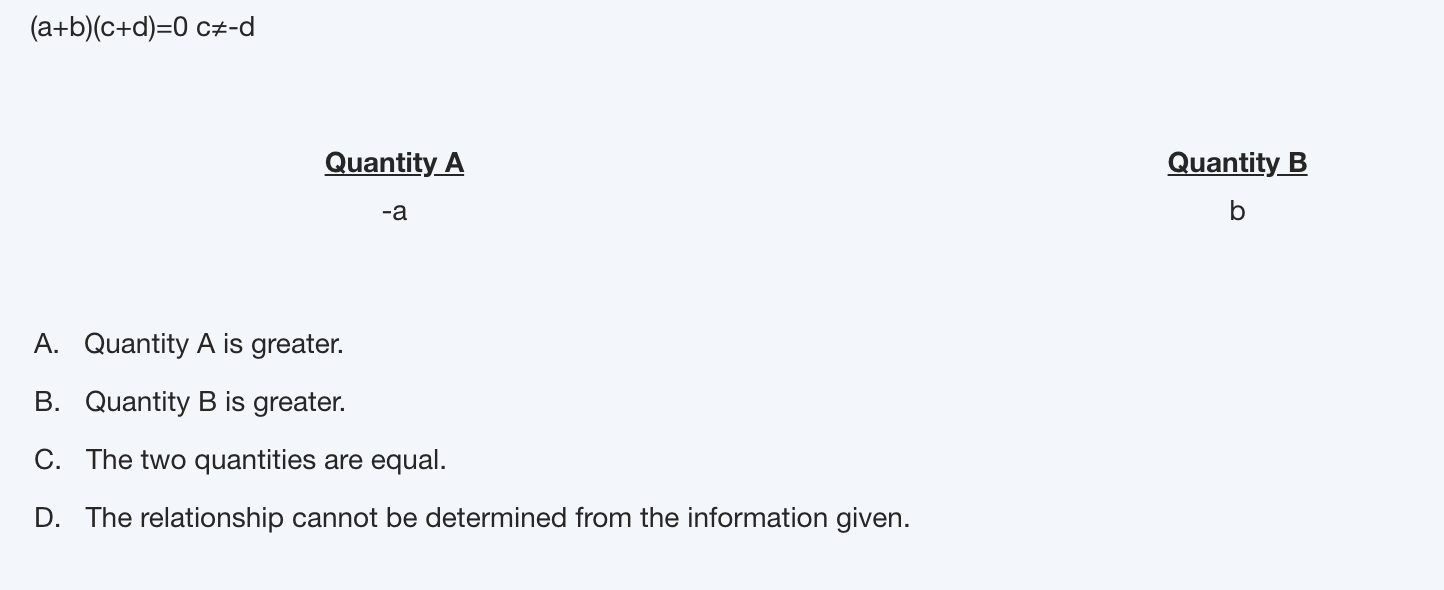 (a+b)(c+d)=0 c≠-d
Quantity A Quantity B
-a b
A. Quantity A is greater.
B. Quantity B is greater.
C. The two quantities are equal.
D. The relationship cannot be determined from the information given.